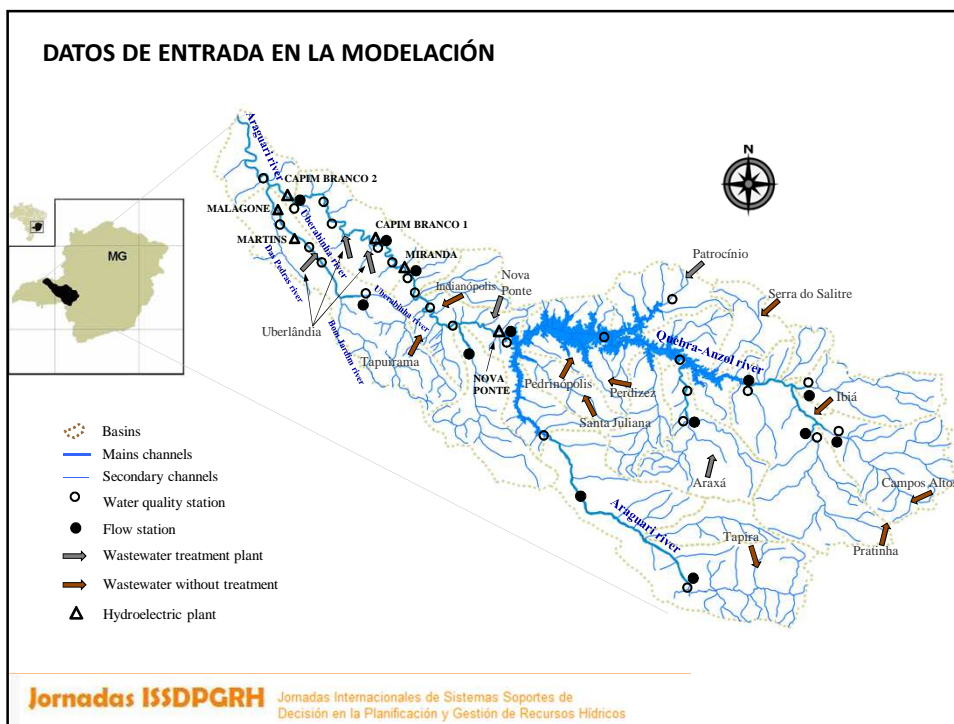 DATOS DE ENTRADA EN LA MODELACIÓN
Araguari river
CAPIM BRANCO 2
N
MALAGONE
Uberabinha river
CAPIM BRANCO 1
MARTINS
MG
MIRANDA
Das Pedras river
Nova
Ponte
Patrocínio
Indianópolis
Serra do Salitre
Uberabinha river
Uberlândia
Bom Jardim river
Quebra-Anzol river
Tapuirama
NOVA
PONTE
Pedrinópolis
Perdizez
Ibiá
Santa Juliana
Basins
Mains channels
Secondary channels
Water quality station
Flow station
Wastewater treatment plant
Wastewater without treatment
Hydroelectric plant
Araxá
Campos Altos
Araguari river
Tapira
Pratinha
Jornadas ISSDPGRH
Jornadas Internacionales de Sistemas Soportes de
Decisión en la Planificación y Gestión de Recursos Hídricos